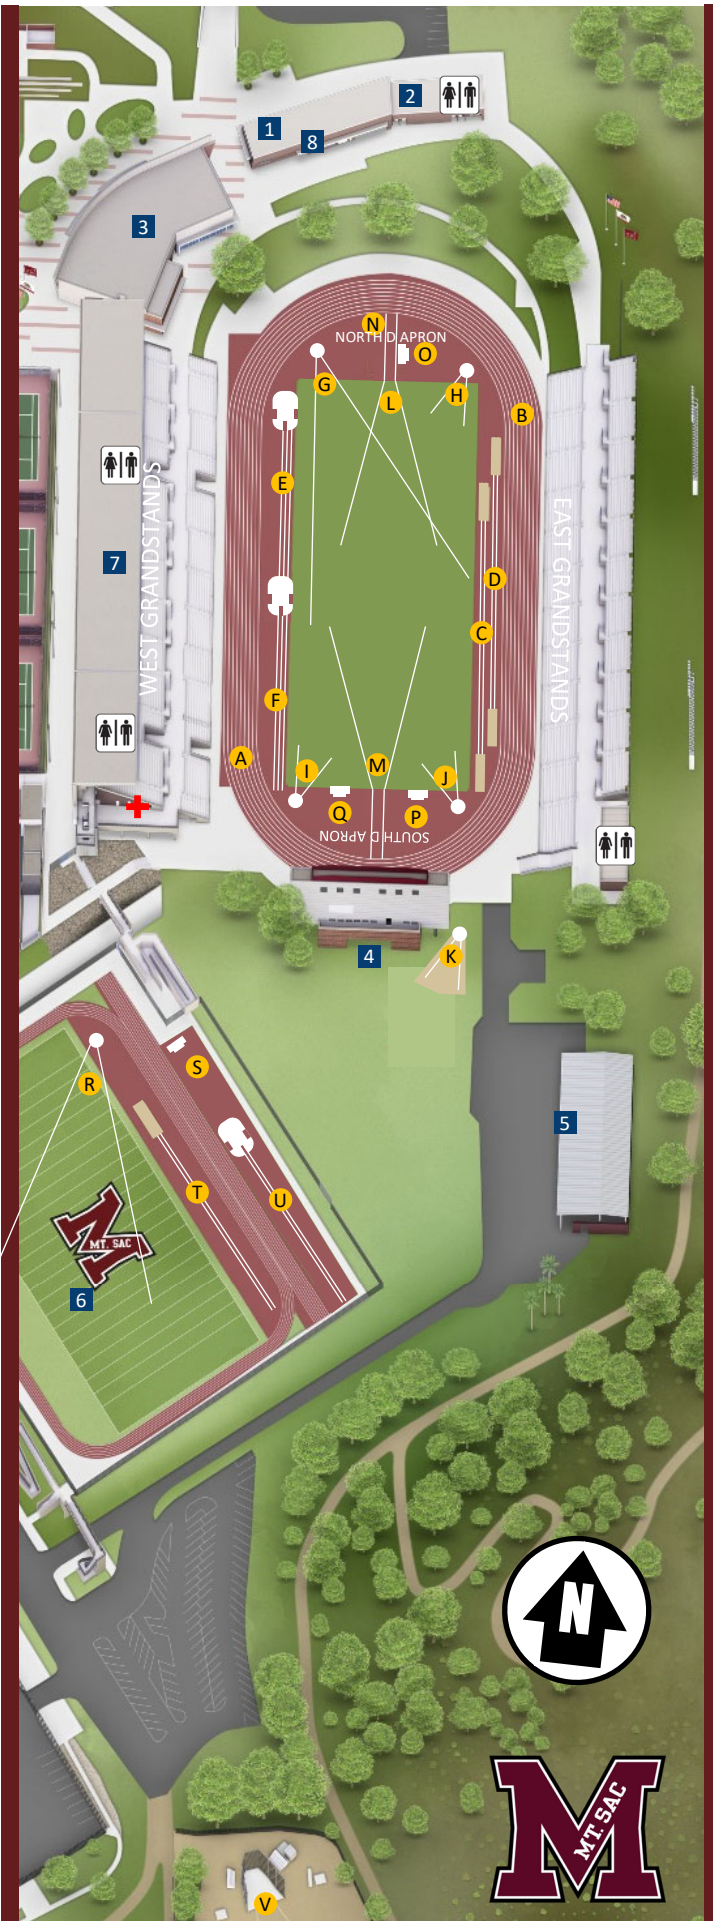 2
1
8
3
N
NORTH D APRON
O
G
L
H
B
E
WEST GRANDSTANDS
EAST GRANDSTANDS
7
D
C
F
A
I
M
J
Q
P
SOUTH D APRON
4
K
R
S
5
T
U
MT. SAC
6
N
MT. SAC
V